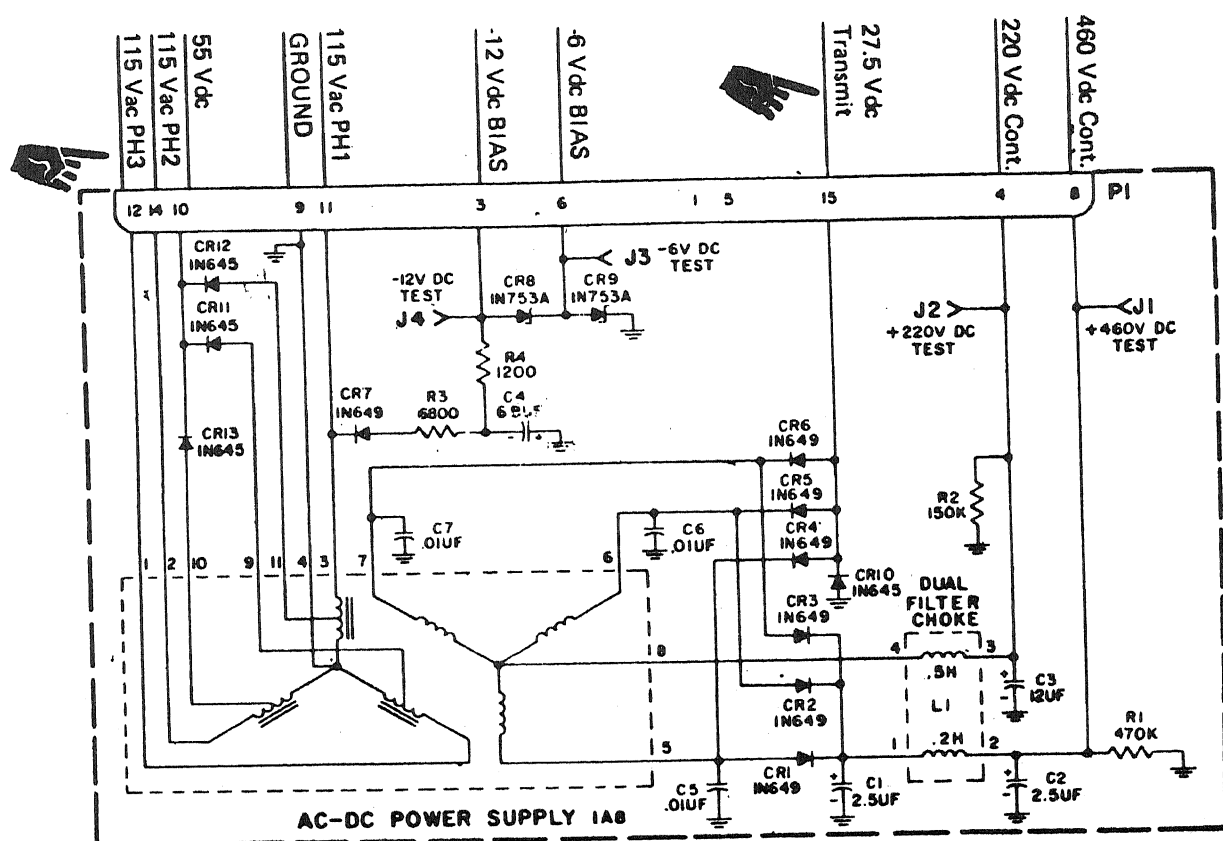 115 Vac PH3
115 Vac PH2
55 Vdc
GROUND
115 Vac PH1
-12 Vdc BIAS
-6 Vdc BIAS
27.5 Vdc
Transmit
220 Vdc Cont.
460 Vdc Cont.
12 14 10 9 11 3 6 1 5 15 4 8 P1
CR12
1N645
CR11
1N645
CR13
1N645
-12V DC
TEST
J4
CR8
1N753A
J3 -6V DC
TEST
CR9
1N753A
J2
+220V DC
TEST
J1
+460V DC
TEST
R4
1200
CR7
1N649
R3
6800
C4
- +
CR6
1N649
CR5
1N649
CR4
1N649
CR10
1N645
CR3
1N649
CR2
1N649
CR1
1N649
R2
150K
C7
.01UF
C6
.01UF
1 2 10 9 11 4 3 7 6
8
5
DUAL
FILTER
CHOKE
4 3
.5H
L1
.2H
1 2
+
-
C3
12UF
R1
470K
C5
.01UF
+
-
C1
2.5UF
+
-
C2
2.5UF
AC-DC POWER SUPPLY 1A8